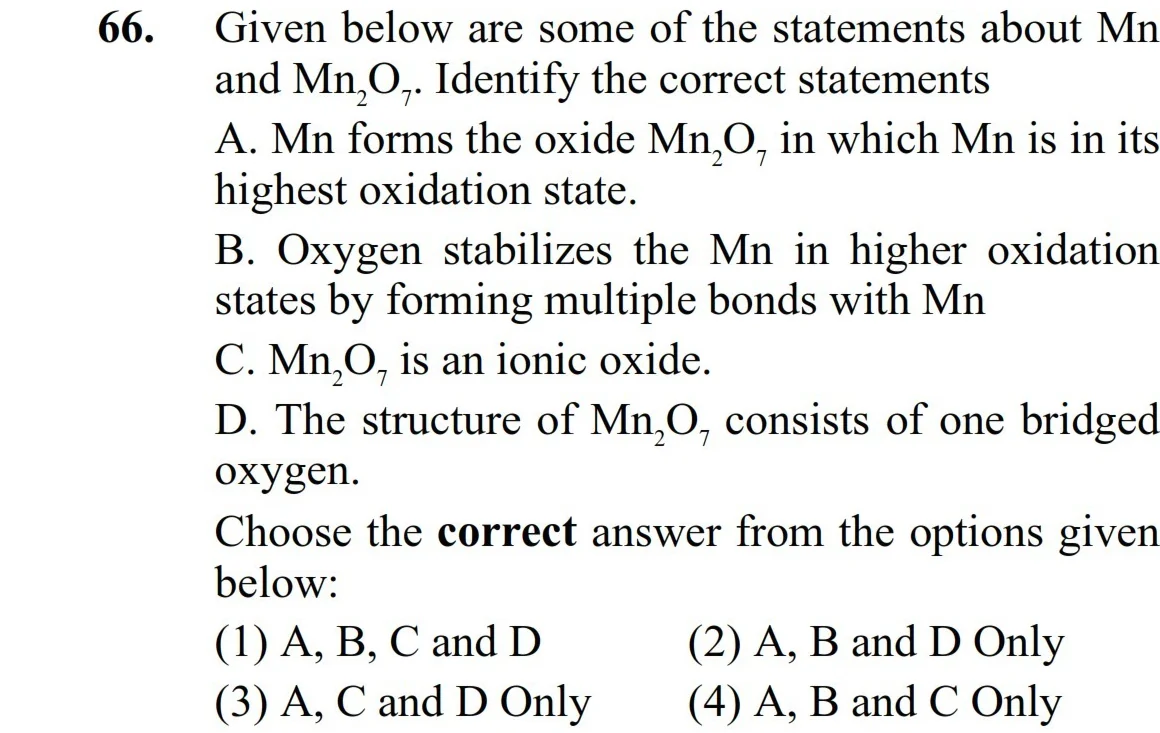 66. Given below are some of the statements about Mn
and Mn₂O₇. Identify the correct statements
A. Mn forms the oxide Mn₂O₇ in which Mn is in its
highest oxidation state.
B. Oxygen stabilizes the Mn in higher oxidation
states by forming multiple bonds with Mn
C. Mn₂O₇ is an ionic oxide.
D. The structure of Mn₂O₇ consists of one bridged
oxygen.
Choose the correct answer from the options given
below:
(1) A, B, C and D (2) A, B and D Only
(3) A, C and D Only (4) A, B and C Only